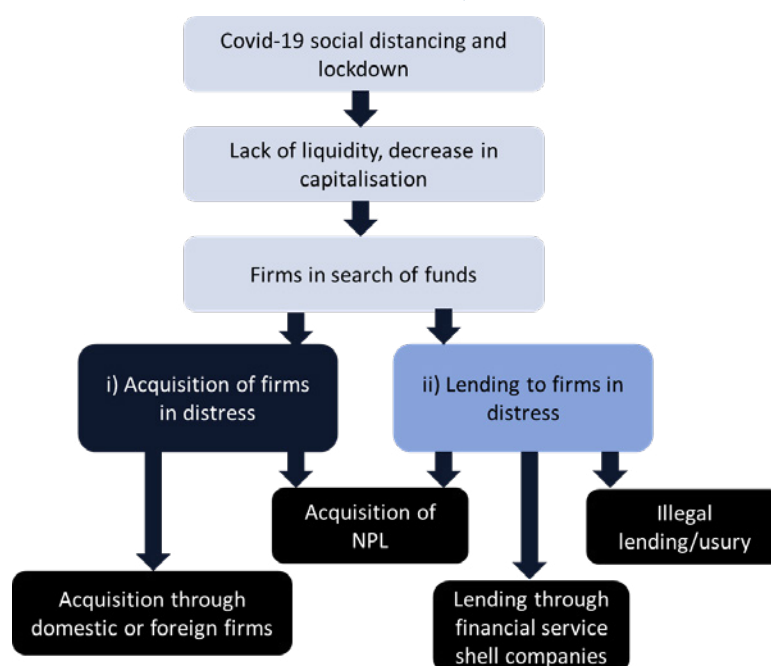 Covid-19 social distancing and
lockdown
Lack of liquidity, decrease in
capitalisation
Firms in search of funds
i) Acquisition of firms
in distress
ii) Lending to firms in
distress
Acquisition of
NPL
Illegal
lending/usury
Acquisition through
domestic or foreign firms
Lending through
financial service
shell companies